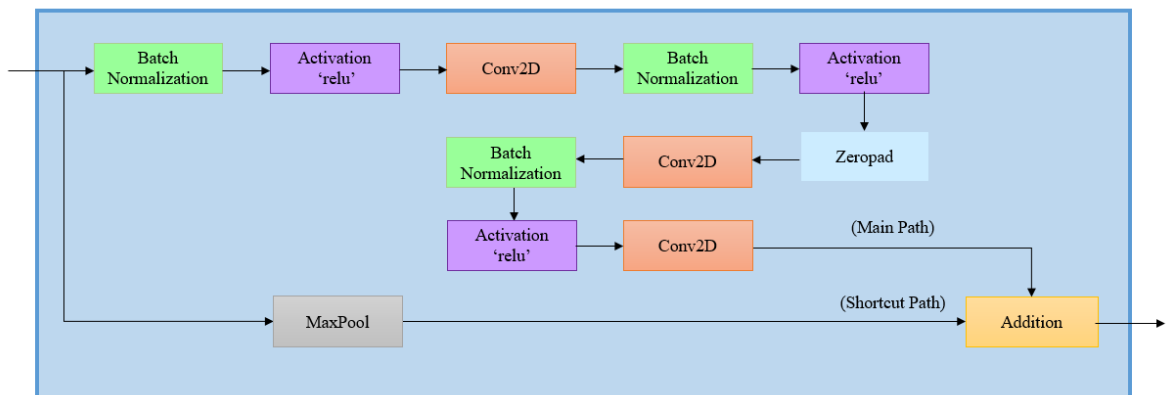 Batch
Normalization
Activation
‘relu’
Conv2D
Batch
Normalization
Activation
‘relu’
Batch
Normalization
Conv2D
Zeropad
Activation
‘relu’
Conv2D
(Main Path)
MaxPool
(Shortcut Path)
Addition